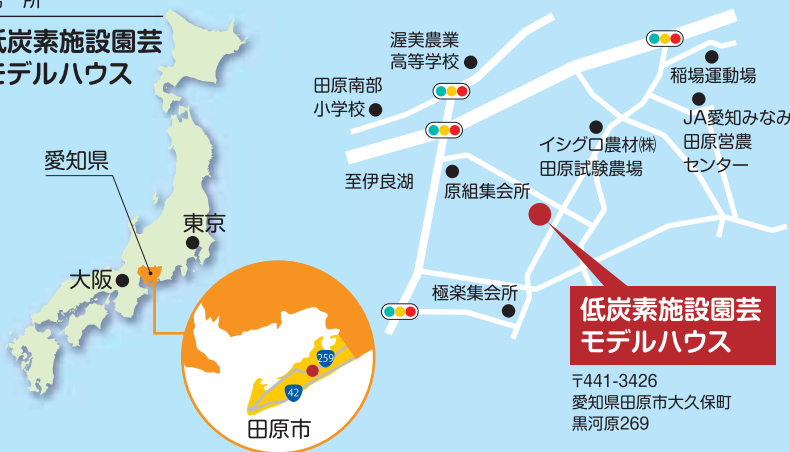 所
低炭素施設園芸
モデルハウス
愛知県
東京
大阪
259
42
田原市
渥美農業
高等学校
田原南部
小学校
稲場運動場
JA愛知みなみ
田原営農
センター
イシグロ農材㈱
田原試験農場
至伊良湖
原組集会所
極楽集会所
低炭素施設園芸
モデルハウス
〒441-3426
愛知県田原市大久保町
黒河原269